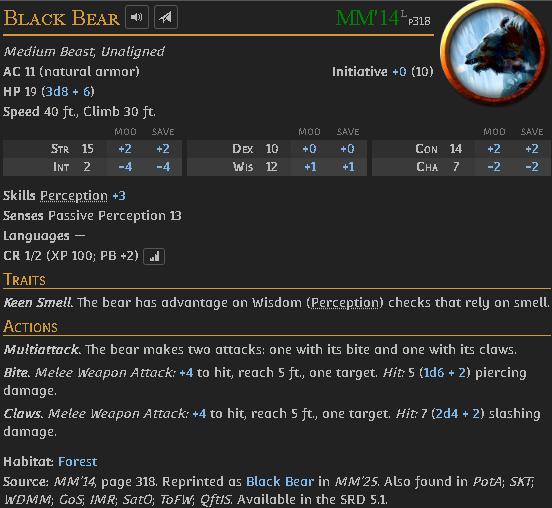 Black Bear MM'14 L p318
Medium Beast, Unaligned
AC 11 (natural armor) Initiative +0 (10)
HP 19 (3d8 + 6)
Speed 40 ft., Climb 30 ft.
MOD SAVE MOD SAVE MOD SAVE
Str 15 +2 +2 Dex 10 +0 +0 Con 14 +2 +2
Int 2 −4 −4 Wis 12 +1 +1 Cha 7 −2 −2
Skills Perception +3
Senses Passive Perception 13
Languages —
CR 1/2 (XP 100; PB +2)
Traits
Keen Smell. The bear has advantage on Wisdom (Perception) checks that rely on smell.
Actions
Multiattack. The bear makes two attacks: one with its bite and one with its claws.
Bite. Melee Weapon Attack: +4 to hit, reach 5 ft., one target. Hit: 5 (1d6 + 2) piercing
damage.
Claws. Melee Weapon Attack: +4 to hit, reach 5 ft., one target. Hit: 7 (2d4 + 2) slashing
damage.
Habitat: Forest
Source: MM'14, page 318. Reprinted as Black Bear in MM'25. Also found in PotA; SKT;
WDMM; GoS; IMR; SatO; ToFW; QftIS. Available in the SRD 5.1.